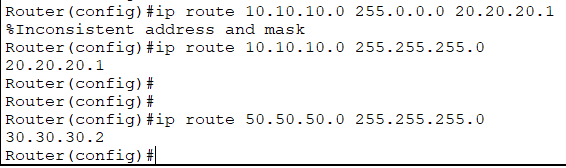 Router(config)#ip route 10.10.10.0 255.0.0.0 20.20.20.1
%Inconsistent address and mask
Router(config)#ip route 10.10.10.0 255.255.255.0
20.20.20.1
Router(config)#
Router(config)#
Router(config)#ip route 50.50.50.0 255.255.255.0
30.30.30.2
Router(config)#